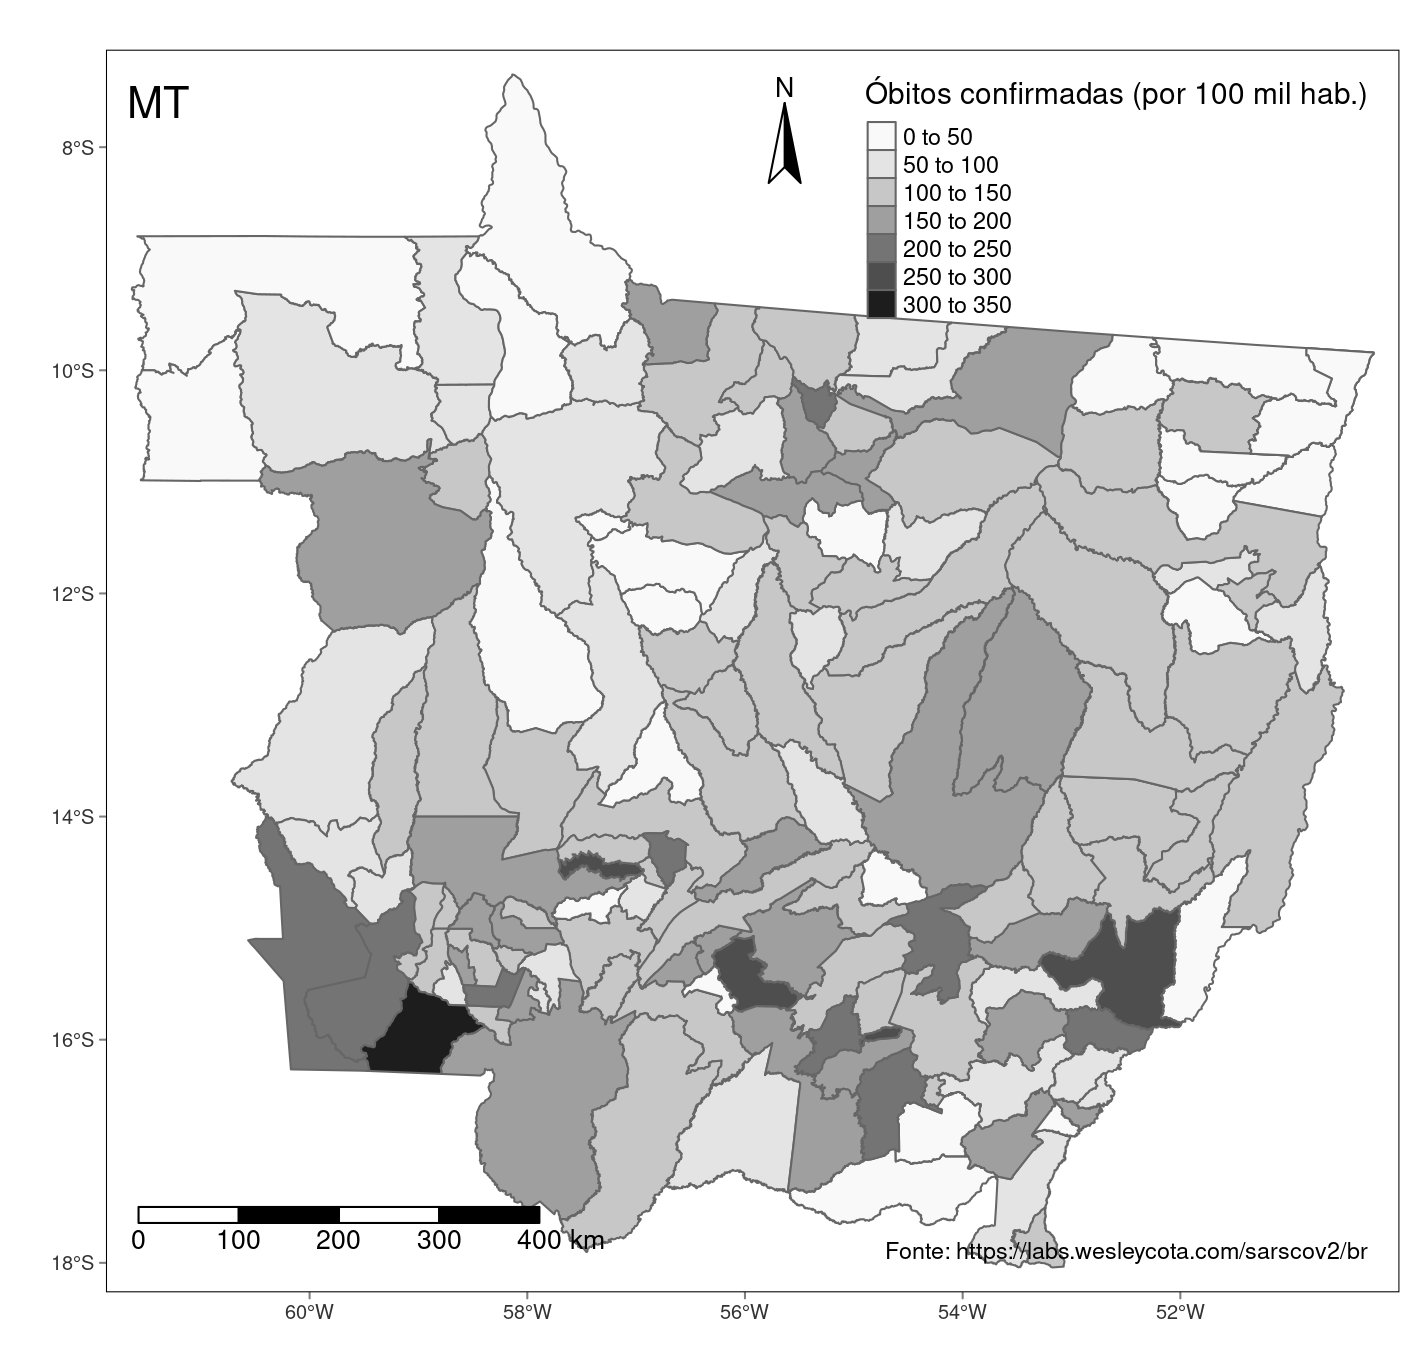 MT
N
Óbitos confirmadas (por 100 mil hab.)
0 to 50
50 to 100
100 to 150
150 to 200
200 to 250
250 to 300
300 to 350
8°S
10°S
12°S
14°S
16°S
18°S
0 100 200 300 400 km
Fonte: https://labs.wesleycota.com/sarscov2/br
60°W 58°W 56°W 54°W 52°W